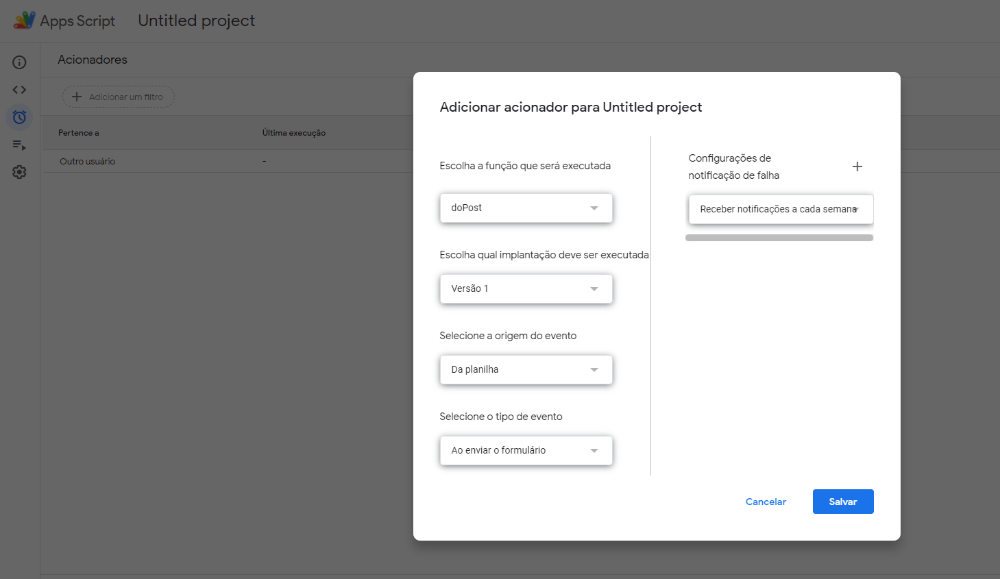 Apps Script Untitled project
Acionadores
Adicionar um filtro
Pertence a Última execução
Outro usuário -
Adicionar acionador para Untitled project
Escolha a função que será executada
doPost
Escolha qual implantação deve ser executada
Versão 1
Selecione a origem do evento
Da planilha
Selecione o tipo de evento
Ao enviar o formulário
Configurações de
notificação de falha
Receber notificações a cada semana
Cancelar Salvar